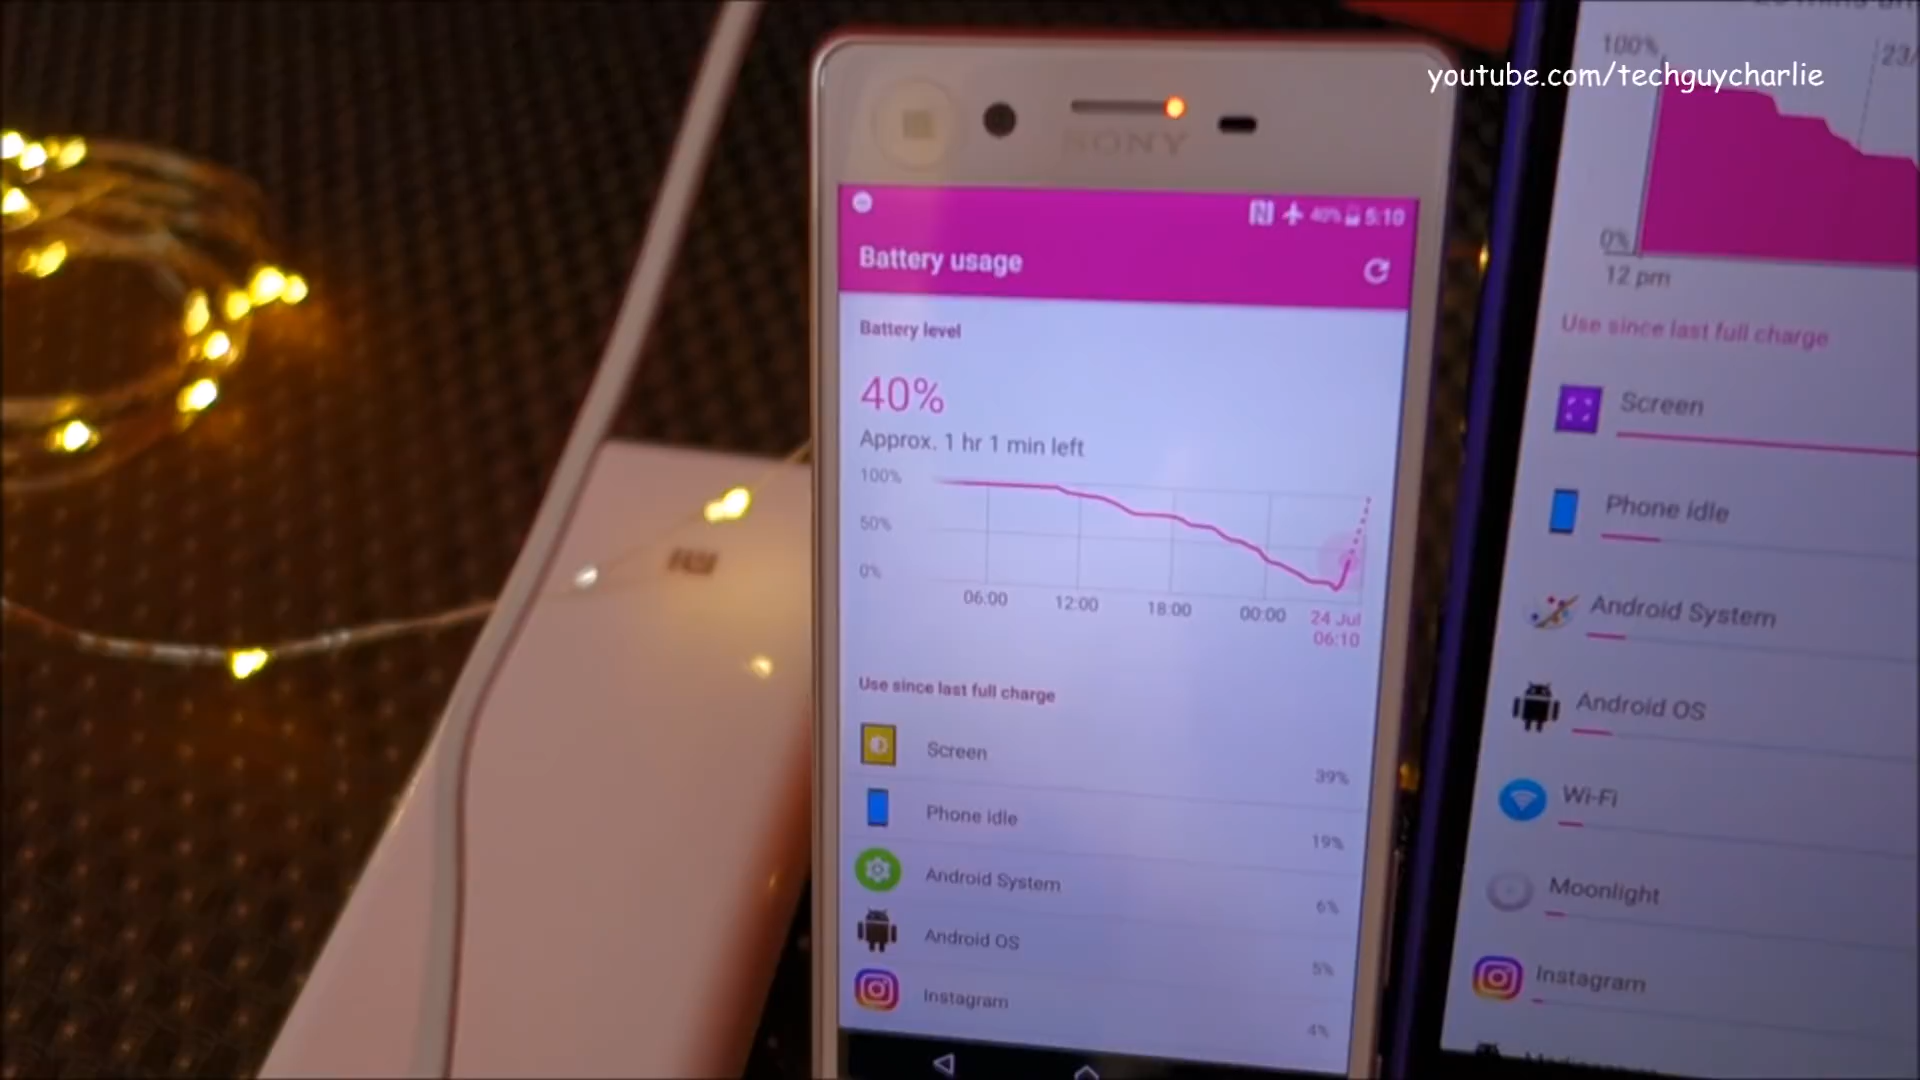 youtube.com/techguycharlie
SONY
40% 5:10
Battery usage
Battery level
40%
Approx. 1 hr 1 min left
100%
50%
0%
06:00 12:00 18:00 00:00 24 Jul
06:10
Use since last full charge
Screen
39%
Phone idle
19%
Android System
6%
Android OS
5%
Instagram
4%
100%
23/
0%
12 pm
Use since last full charge
Screen
Phone idle
Android System
Android OS
Wi-Fi
Moonlight
Instagram